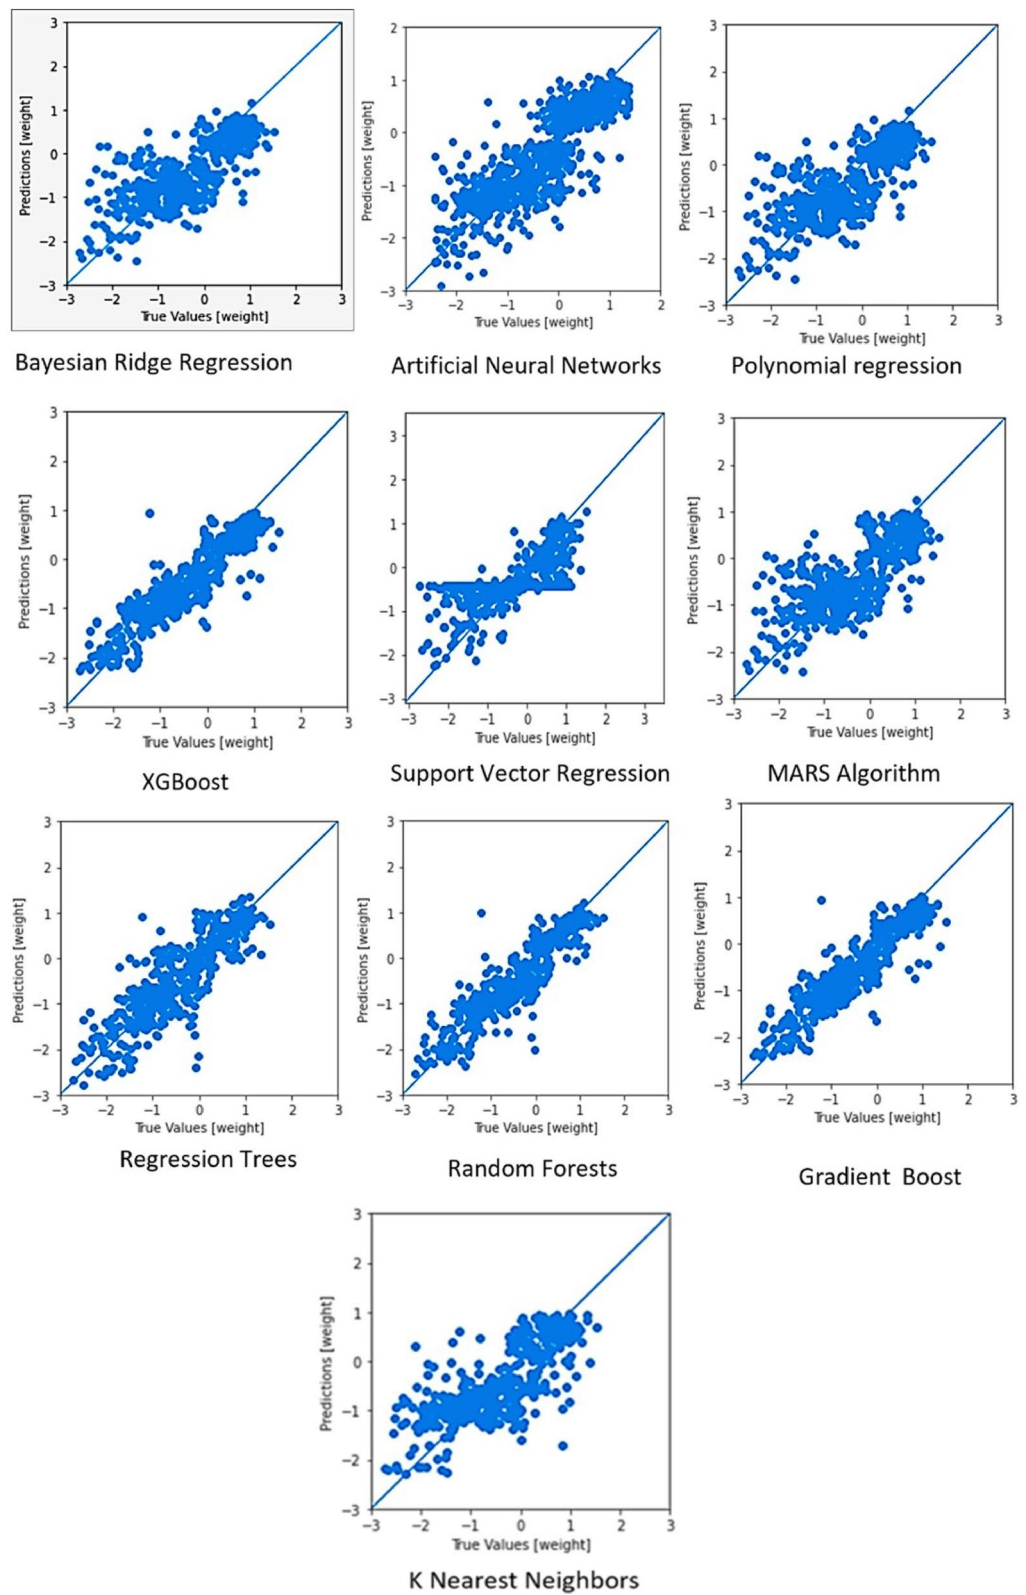 3
2
1
0
−1
−2
−3
Predictions [weight]
−3 −2 −1 0 1 2 3
True Values [weight]
Bayesian Ridge Regression
2
1
0
−1
−2
−3
Predictions [weight]
−3 −2 −1 0 1 2
True Values [weight]
Artificial Neural Networks
3
2
1
0
−1
−2
−3
Predictions [weight]
−3 −2 −1 0 1 2 3
True Values [weight]
Polynomial regression
3
2
1
0
−1
−2
−3
Predictions [weight]
−3 −2 −1 0 1 2 3
True Values [weight]
XGBoost
3
2
1
0
−1
−2
−3
Predictions [weight]
−3 −2 −1 0 1 2 3
True Values [weight]
Support Vector Regression
3
2
1
0
−1
−2
−3
Predictions [weight]
−3 −2 −1 0 1 2 3
True Values [weight]
MARS Algorithm
3
2
1
0
−1
−2
−3
Predictions [weight]
−3 −2 −1 0 1 2 3
True Values [weight]
Regression Trees
3
2
1
0
−1
−2
−3
Predictions [weight]
−3 −2 −1 0 1 2 3
True Values [weight]
Random Forests
3
2
1
0
−1
−2
−3
Predictions [weight]
−3 −2 −1 0 1 2 3
True Values [weight]
Gradient Boost
3
2
1
0
−1
−2
−3
Predictions [weight]
−3 −2 −1 0 1 2 3
True Values [weight]
K Nearest Neighbors